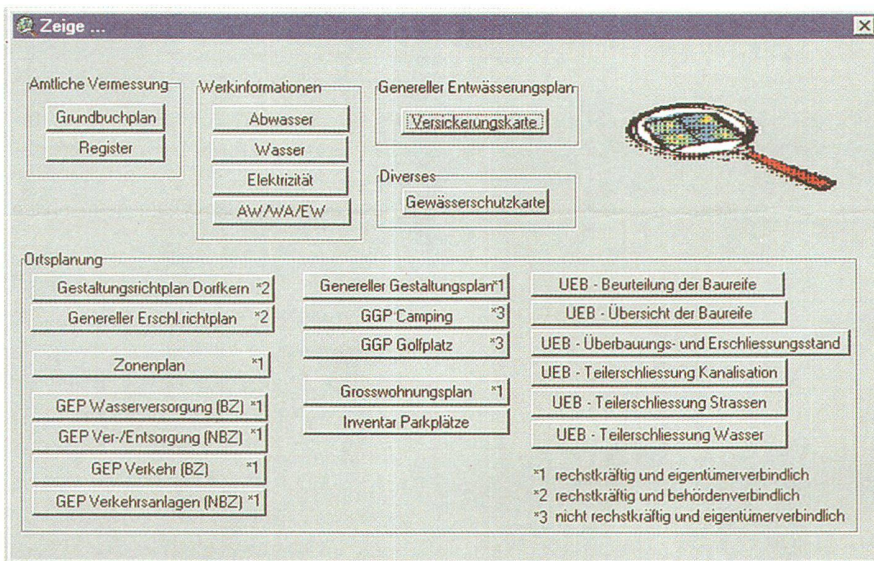 Zeige ...
Amtliche Vermessung
Grundbuchplan
Register
Werkinformationen
Abwasser
Wasser
Elektrizität
AW/WA/EW
Genereller Entwässerungsplan
Versickerungskarte
Diverses
Gewässerschutzkarte
Ortsplanung
Gestaltungsrichtplan Dorfkern *2
Genereller Erschl.richtplan *2
Zonenplan *1
GEP Wasserversorgung (BZ) *1
GEP Ver-/Entsorgung (NBZ) *1
GEP Verkehr (BZ) *1
GEP Verkehrsanlagen (NBZ) *1
Genereller Gestaltungsplan *1
GGP Camping *3
GGP Golfplatz *3
Grosswohnungsplan *1
Inventar Parkplätze
UEB - Beurteilung der Baureife
UEB - Übersicht der Baureife
UEB - Überbauungs- und Erschliessungsstand
UEB - Teilerschliessung Kanalisation
UEB - Teilerschliessung Strassen
UEB - Teilerschliessung Wasser
*1 rechstkräftig und eigentümerverbindlich
*2 rechstkräftig und behördenverbindlich
*3 nicht rechstkräftig und eigentümerverbindlich